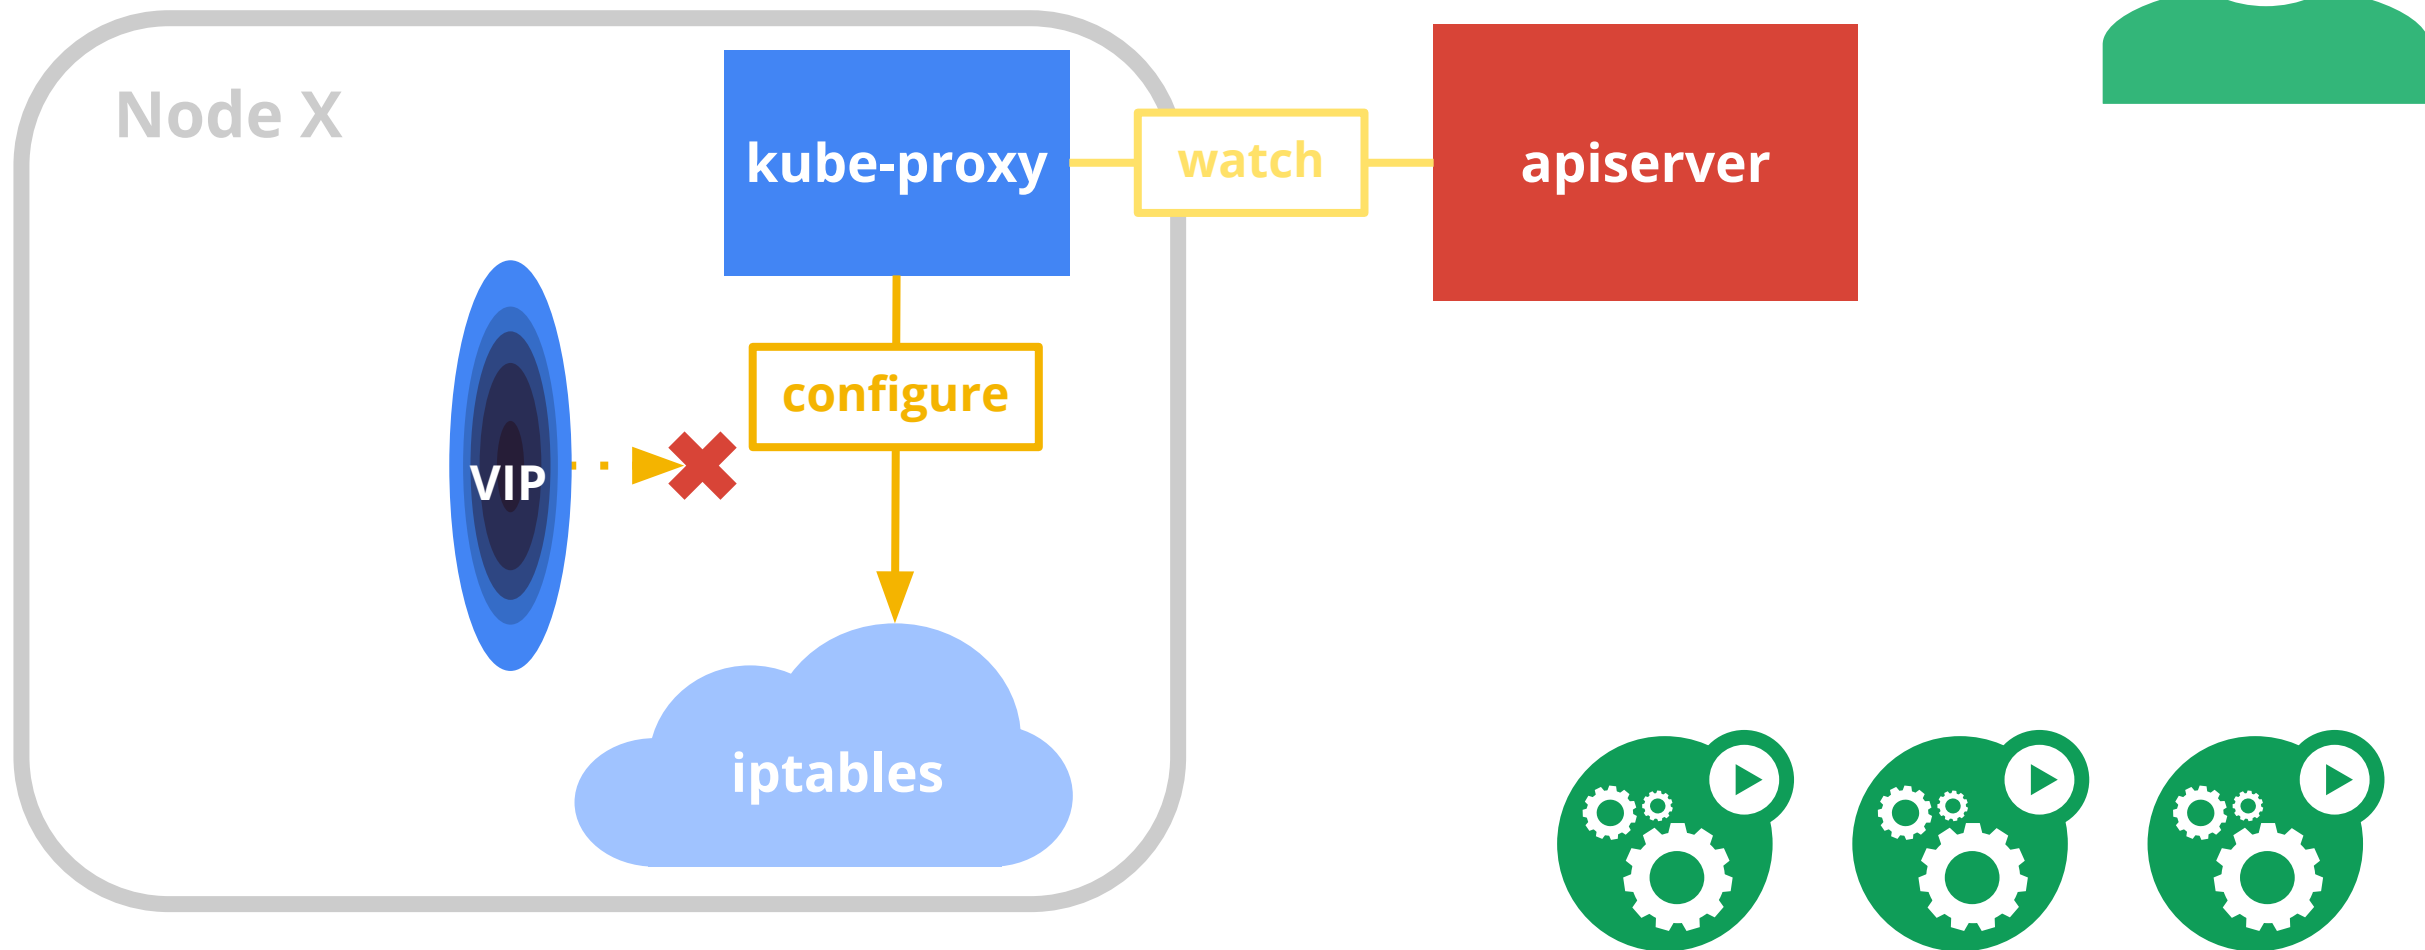 Node X
kube-proxy
watch
apiserver
configure
VIP
iptables